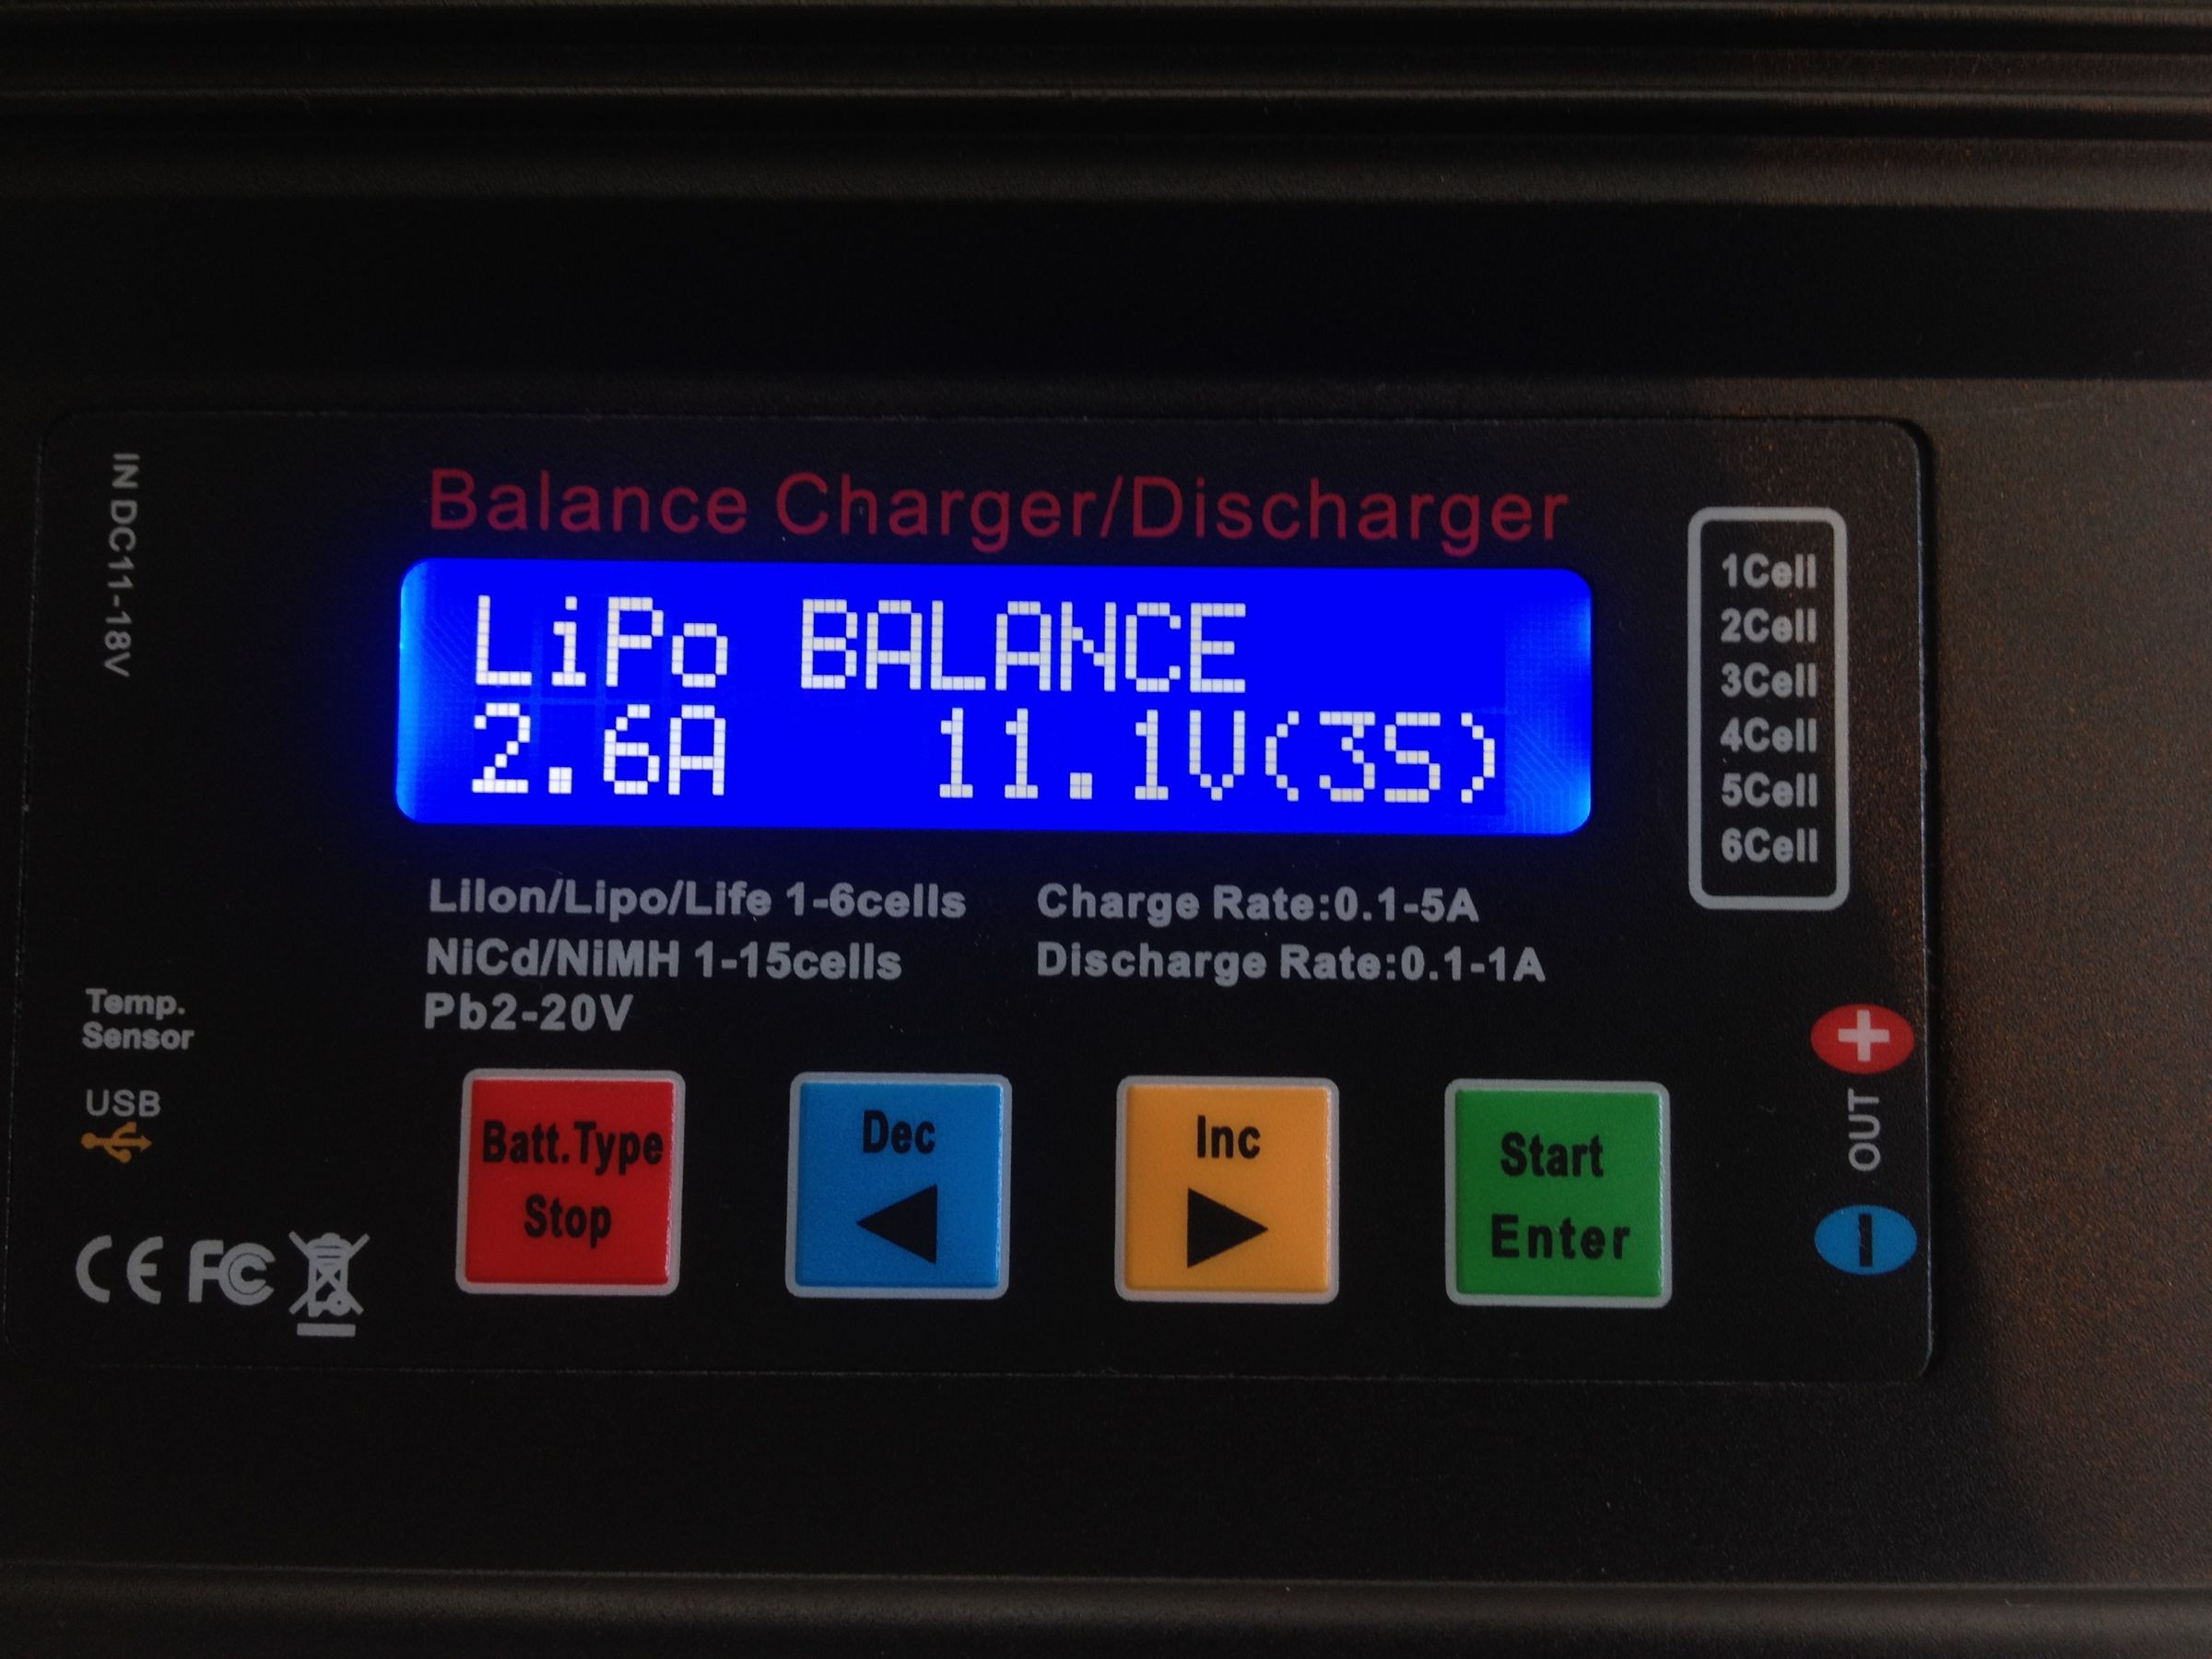 IN DC11-18V
Balance Charger/Discharger
LiPo BALANCE
2.6A 11.1V(3S)
1Cell
2Cell
3Cell
4Cell
5Cell
6Cell
LiIon/Lipo/Life 1-6cells
Charge Rate:0.1-5A
NiCd/NiMH 1-15cells
Discharge Rate:0.1-1A
Pb2-20V
Temp.
Sensor
USB
Batt.Type
Stop
Dec
Inc
Start
Enter
+
OUT
-
CE FC